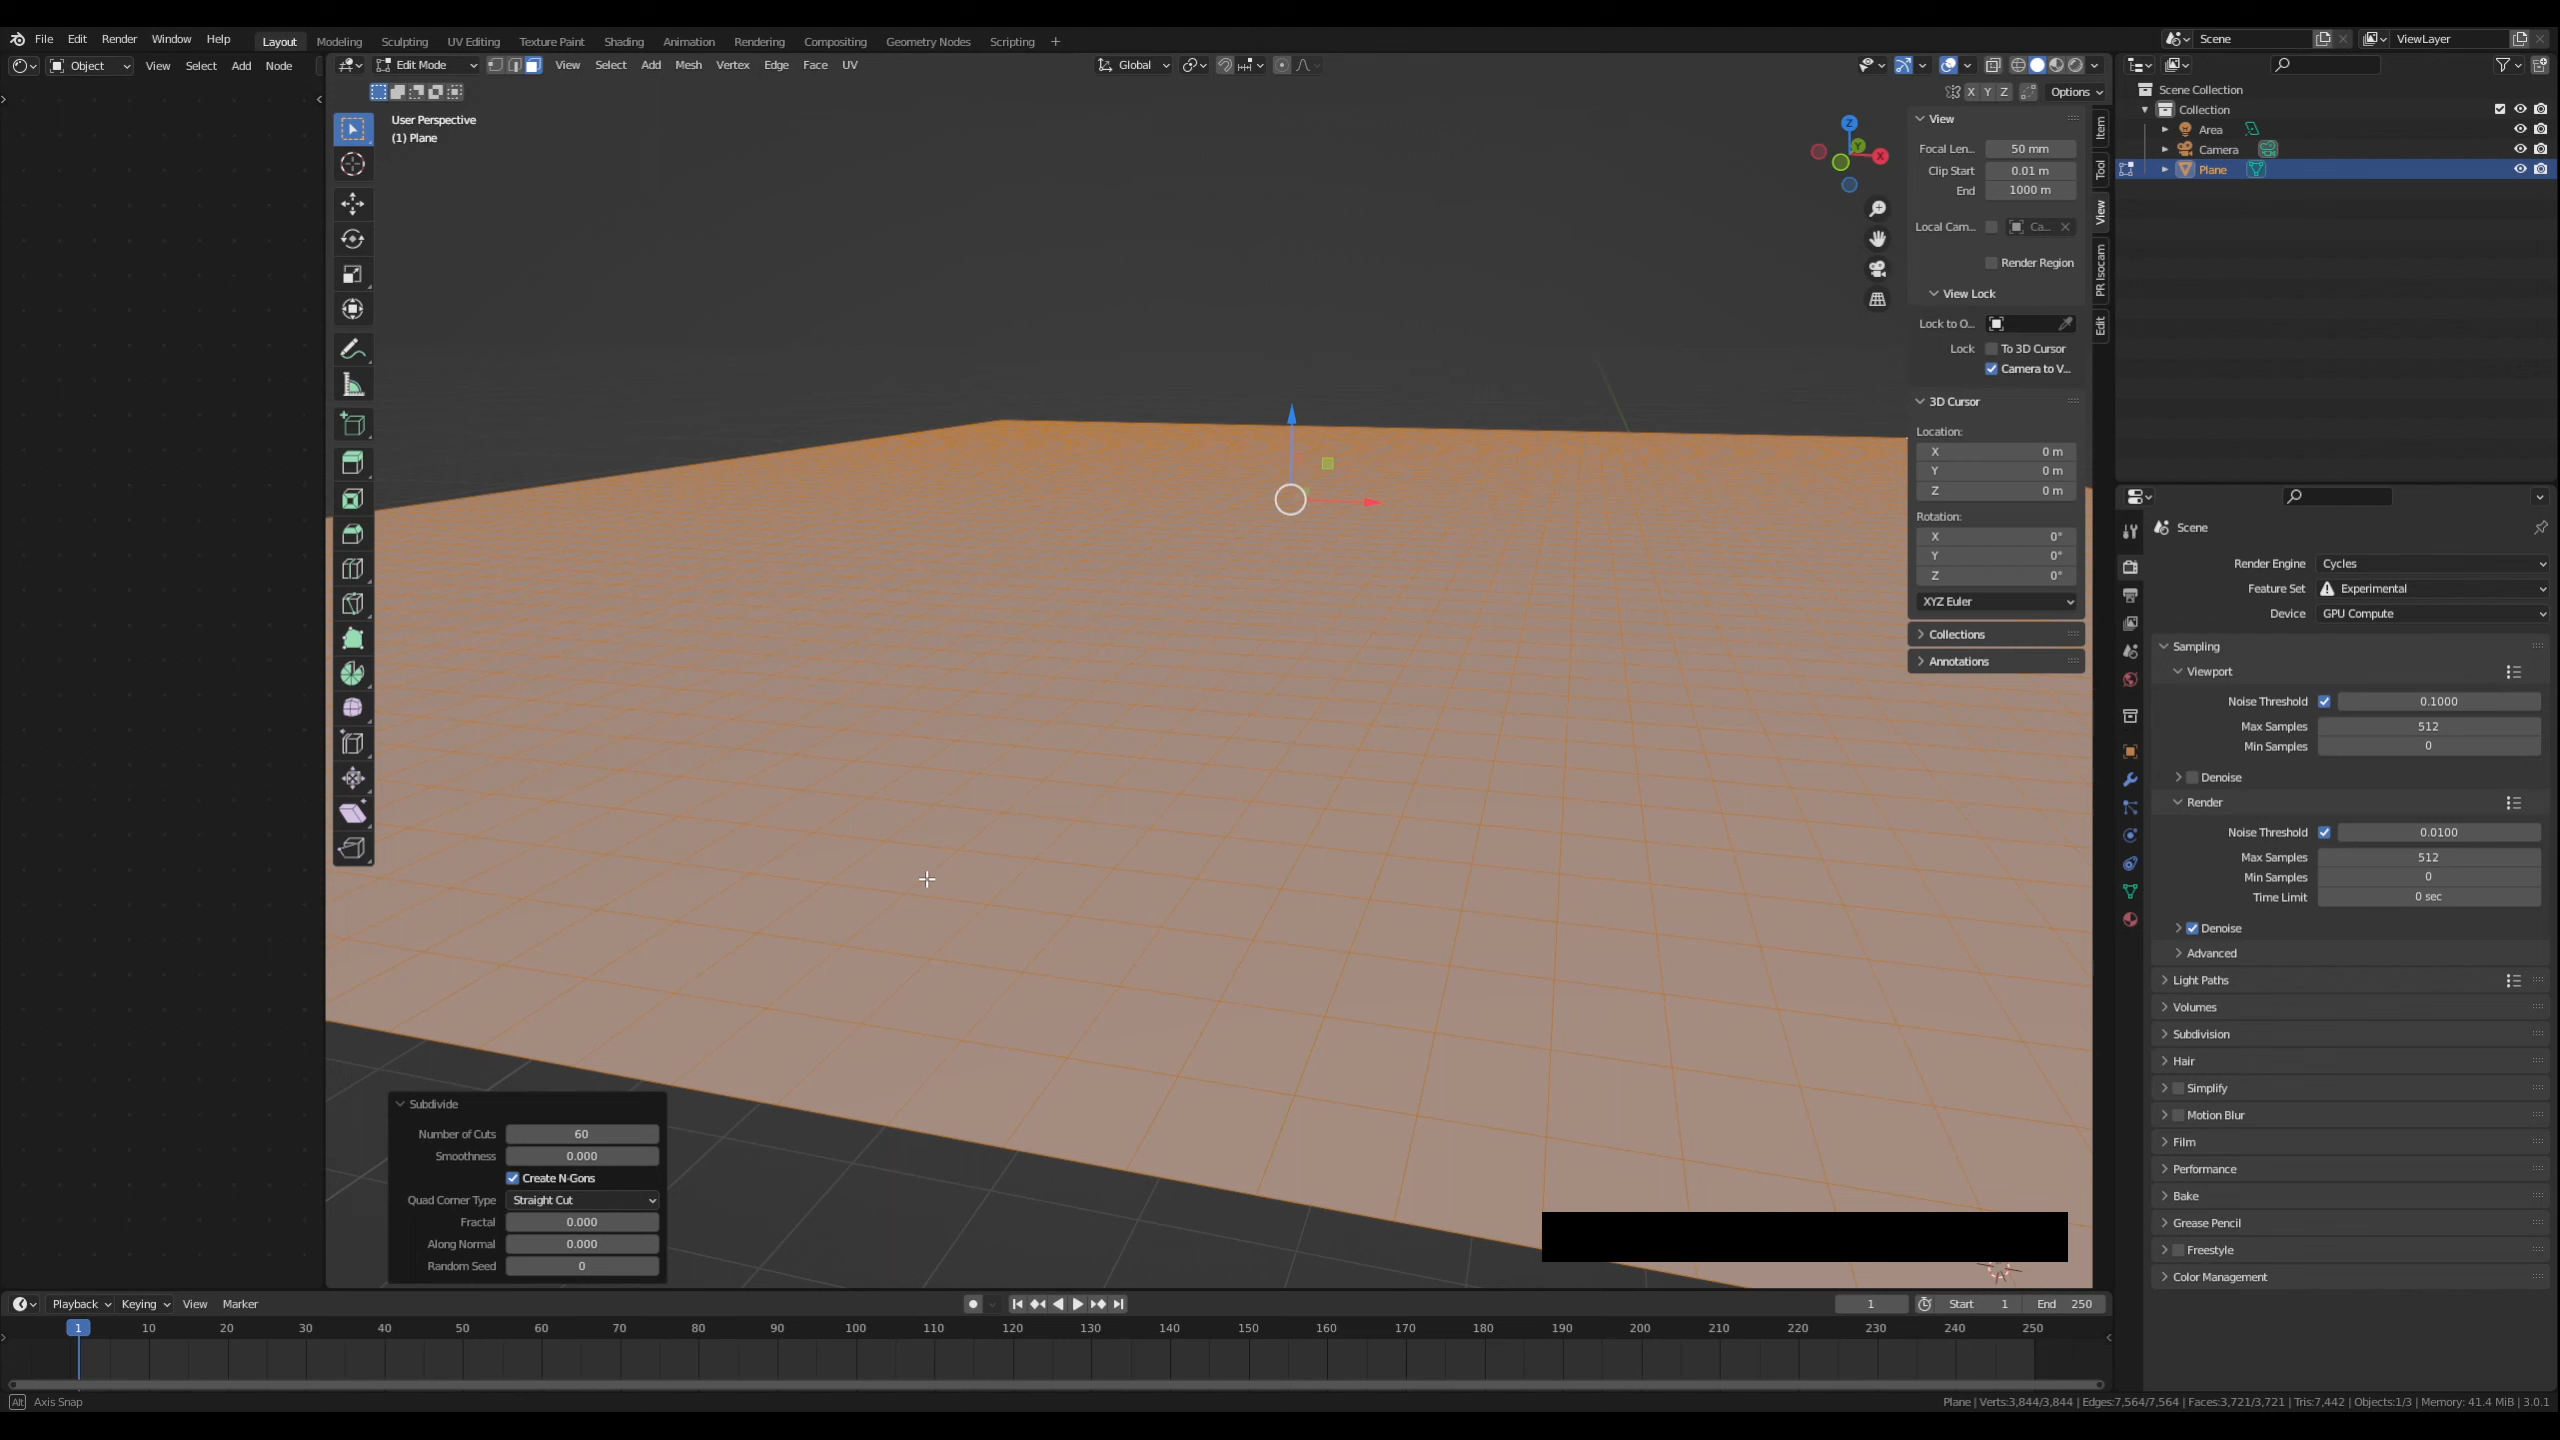 File Edit Render Window Help Layout Modeling Sculpting UV Editing Texture Paint Shading Animation Rendering Compositing Geometry Nodes Scripting +
Scene ViewLayer
Object View Select Add Node
Edit Mode View Select Add Mesh Vertex Edge Face UV
Global
X Y Z Options
User Perspective
(1) Plane
Z
Y
X
View
Focal Len... 50 mm
Clip Start 0.01 m
End 1000 m
Local Cam... Ca...
Render Region
View Lock
Lock to O...
Lock To 3D Cursor
Camera to V...
3D Cursor
Location:
X 0 m
Y 0 m
Z 0 m
Rotation:
X 0°
Y 0°
Z 0°
XYZ Euler
Collections
Annotations
Item
Tool
View
PR Isocam
Edit
Scene Collection
Collection
Area
Camera
Plane
Scene
Render Engine Cycles
Feature Set Experimental
Device GPU Compute
Sampling
Viewport
Noise Threshold 0.1000
Max Samples 512
Min Samples 0
Denoise
Render
Noise Threshold 0.0100
Max Samples 512
Min Samples 0
Time Limit 0 sec
Denoise
Advanced
Light Paths
Volumes
Subdivision
Hair
Simplify
Motion Blur
Film
Performance
Bake
Grease Pencil
Freestyle
Color Management
Subdivide
Number of Cuts 60
Smoothness 0.000
Create N-Gons
Quad Corner Type Straight Cut
Fractal 0.000
Along Normal 0.000
Random Seed 0
Playback Keying View Marker
1 Start 1 End 250
1 10 20 30 40 50 60 70 80 90 100 110 120 130 140 150 160 170 180 190 200 210 220 230 240 250
Alt Axis Snap
Plane | Verts:3,844/3,844 | Edges:7,564/7,564 | Faces:3,721/3,721 | Tris:7,442 | Objects:1/3 | Memory: 41.4 MiB | 3.0.1